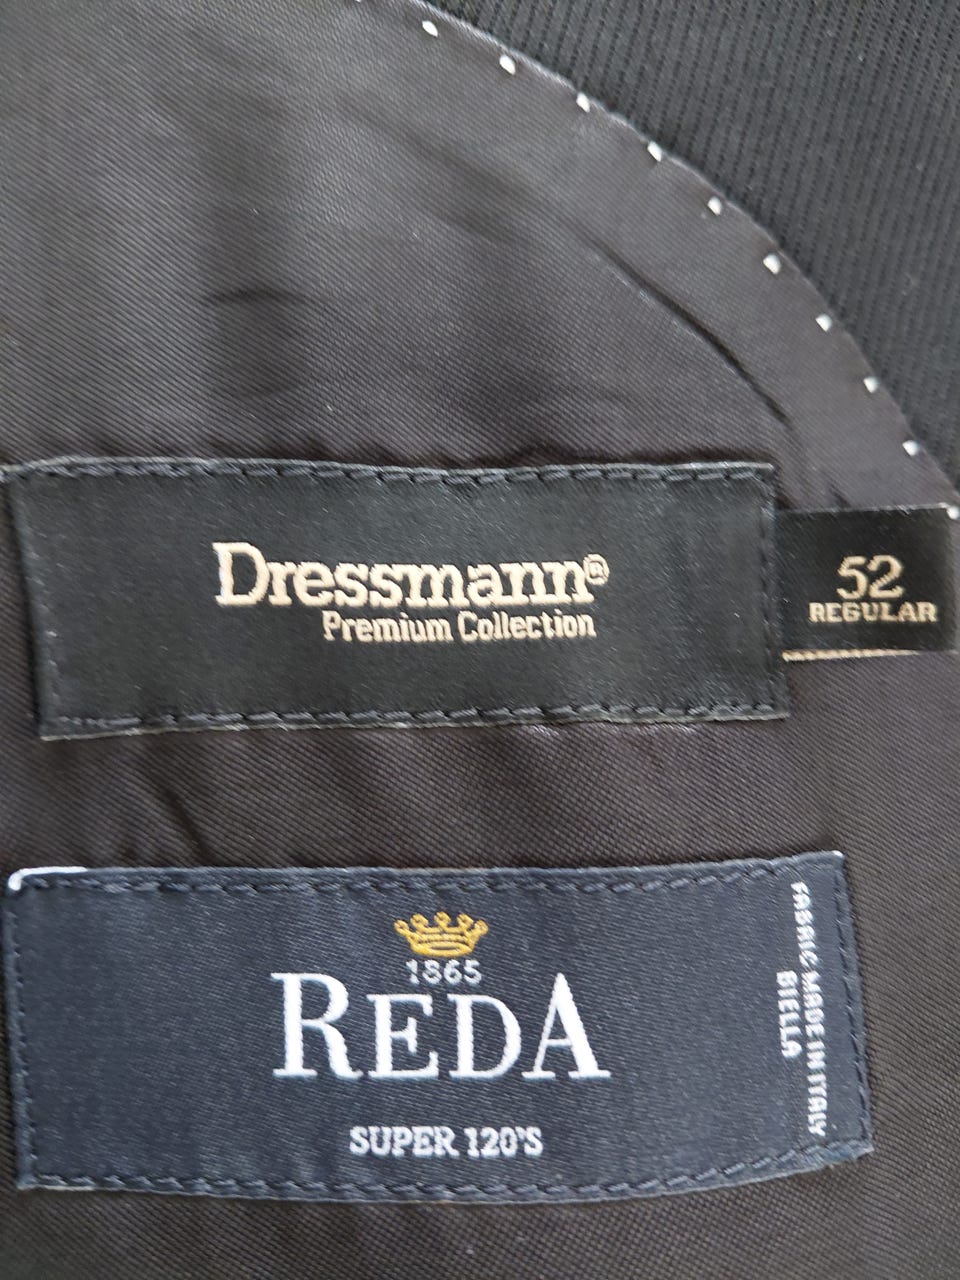 Dressmann®
Premium Collection
52
REGULAR
1865
REDA
SUPER 120'S
FABRIC MADE IN ITALY
BIELLA